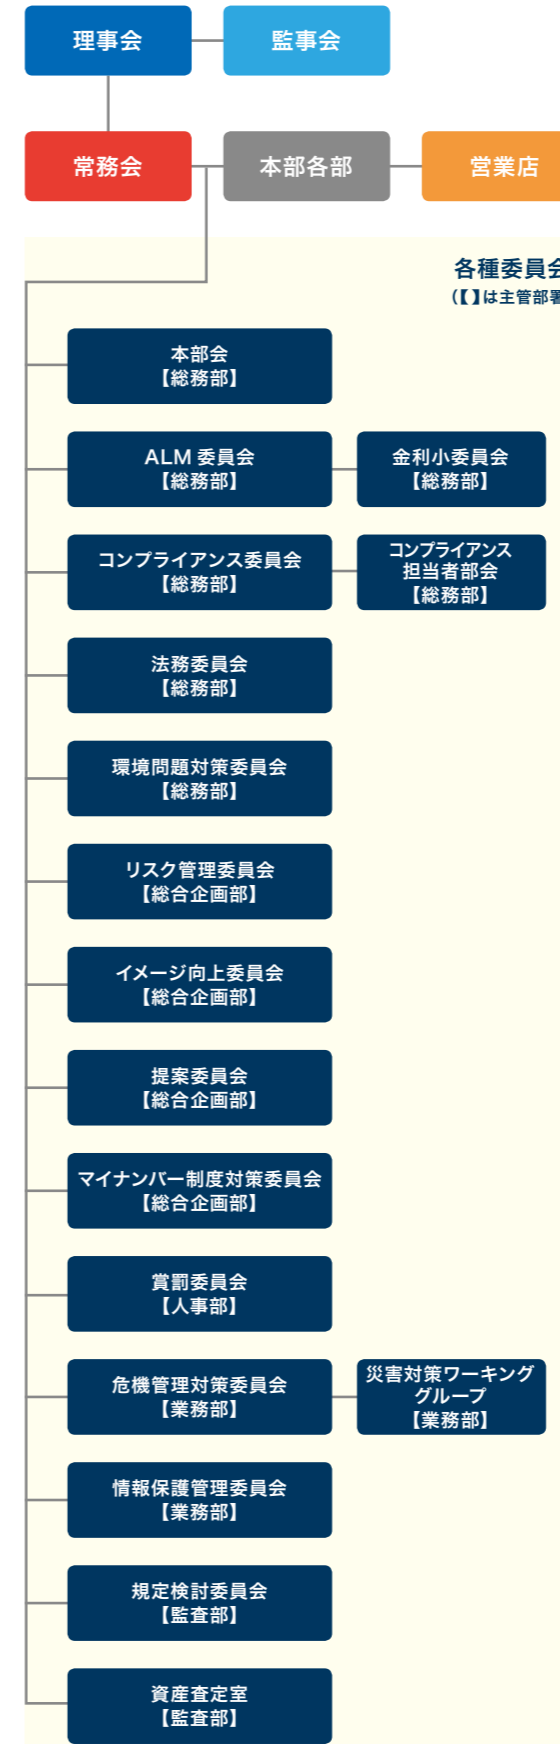 理事会
監事会
常務会
本部各部
営業店
各種委員会
（【 】は主管部署
本部会
【総務部】
ALM 委員会
【総務部】
金利小委員会
【総務部】
コンプライアンス委員会
【総務部】
コンプライアンス
担当者部会
【総務部】
法務委員会
【総務部】
環境問題対策委員会
【総務部】
リスク管理委員会
【総合企画部】
イメージ向上委員会
【総合企画部】
提案委員会
【総合企画部】
マイナンバー制度対策委員会
【総合企画部】
賞罰委員会
【人事部】
危機管理対策委員会
【業務部】
災害対策ワーキング
グループ
【業務部】
情報保護管理委員会
【業務部】
規定検討委員会
【監査部】
資産査定室
【監査部】